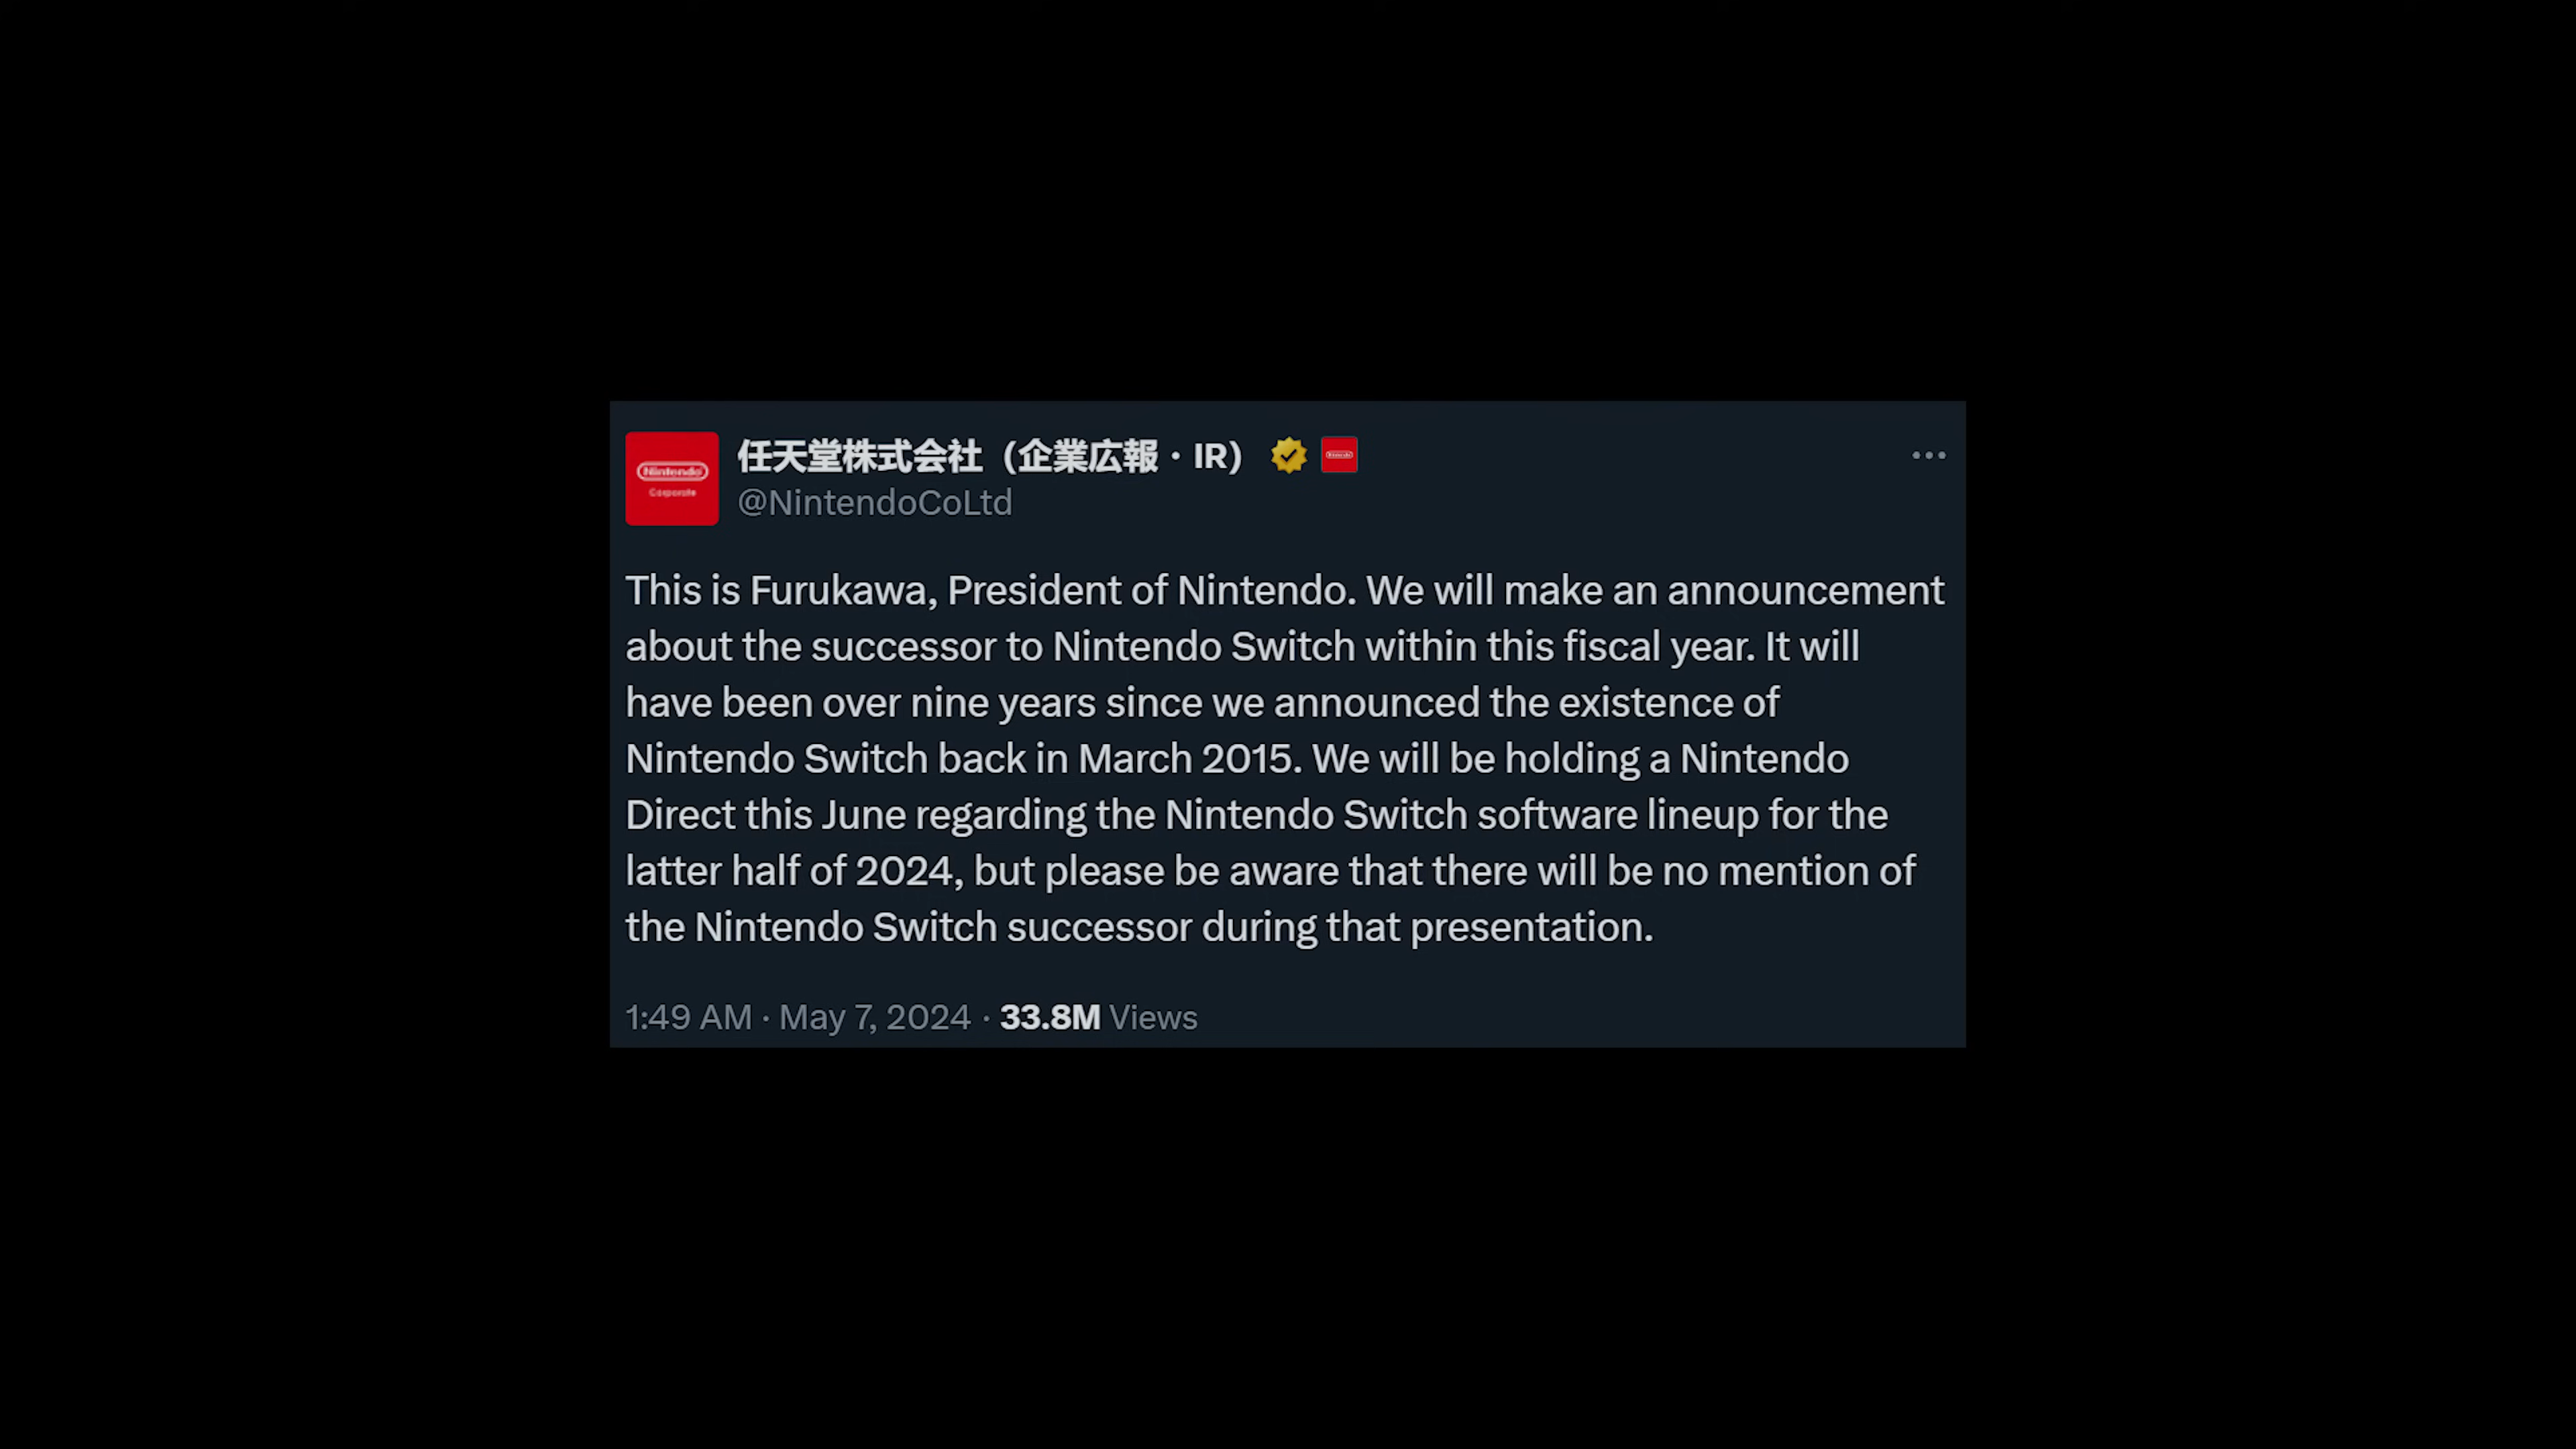 任天堂株式会社（企業広報・IR）
Nintendo
Corporate
@NintendoCoLtd
This is Furukawa, President of Nintendo. We will make an announcement
about the successor to Nintendo Switch within this fiscal year. It will
have been over nine years since we announced the existence of
Nintendo Switch back in March 2015. We will be holding a Nintendo
Direct this June regarding the Nintendo Switch software lineup for the
latter half of 2024, but please be aware that there will be no mention of
the Nintendo Switch successor during that presentation.
1:49 AM · May 7, 2024 · 33.8M Views